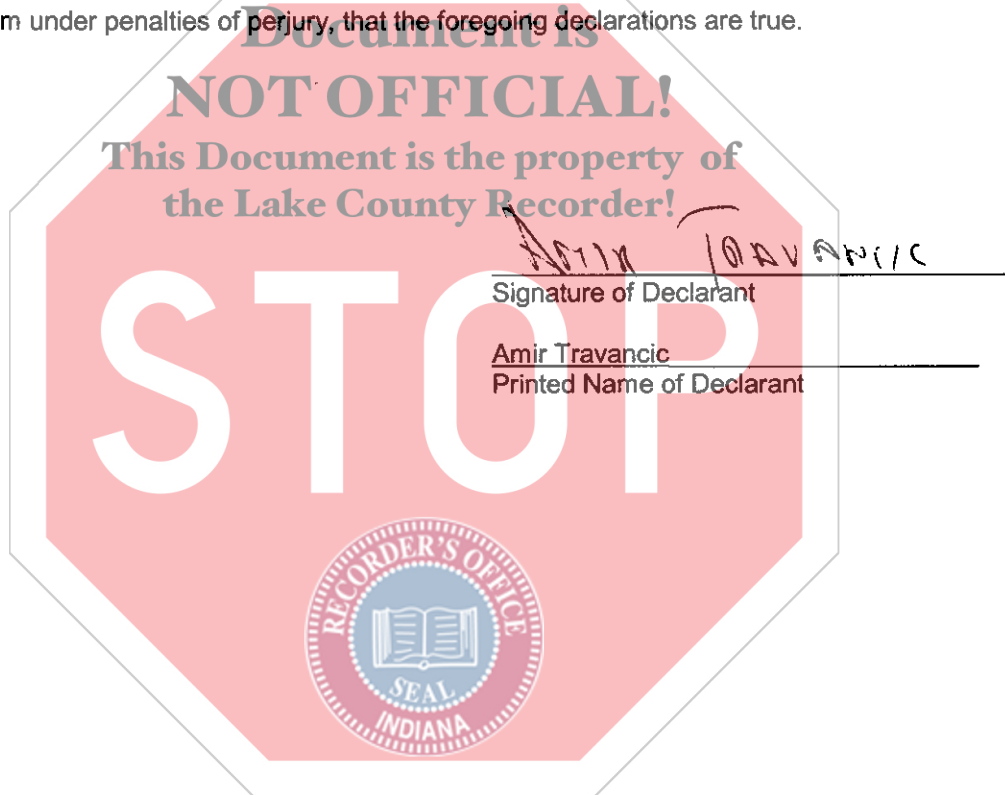 m under penalties of perjury, that the foregoing declarations are true.
Document is
NOT OFFICIAL!
This Document is the property of
the Lake County Recorder!
Amir Travancic
Signature of Declarant
Amir Travancic
Printed Name of Declarant
STOP
RECORDER'S OFFICE
SEAL
INDIANA